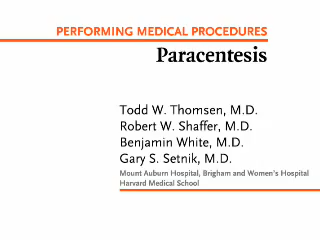 PERFORMING MEDICAL PROCEDURES
Paracentesis
Todd W. Thomsen, M.D.
Robert W. Shaffer, M.D.
Benjamin White, M.D.
Gary S. Setnik, M.D.
Mount Auburn Hospital, Brigham and Women's Hospital
Harvard Medical School